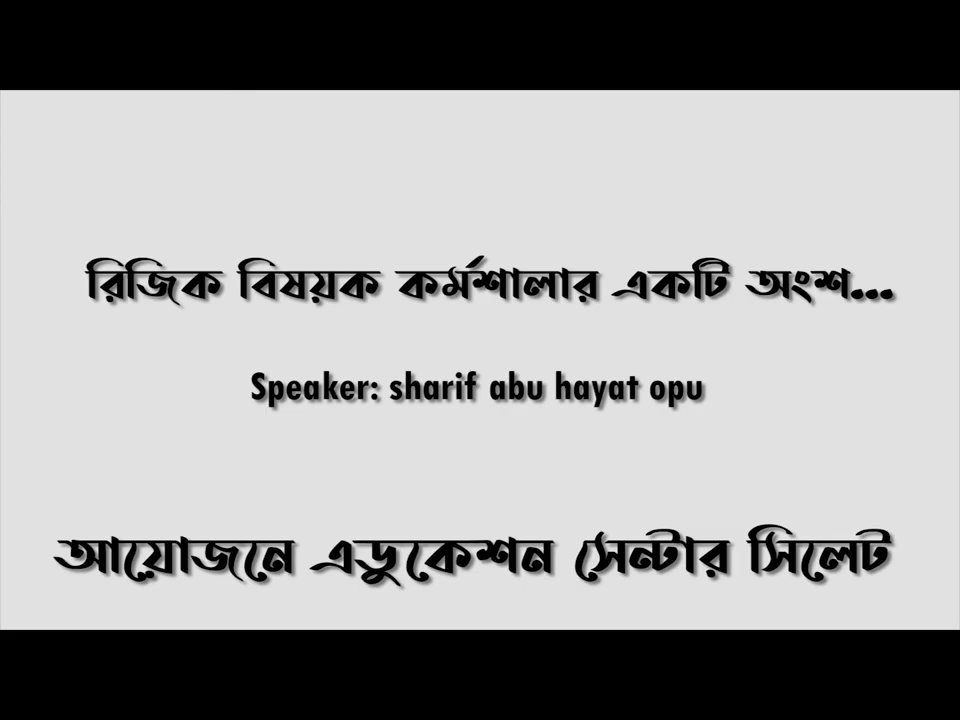 রিজিক বিষয়ক কর্মশালার একটি অংশ...
Speaker: sharif abu hayat opu
আয়োজনে এডুকেশন সেন্টার সিলেট